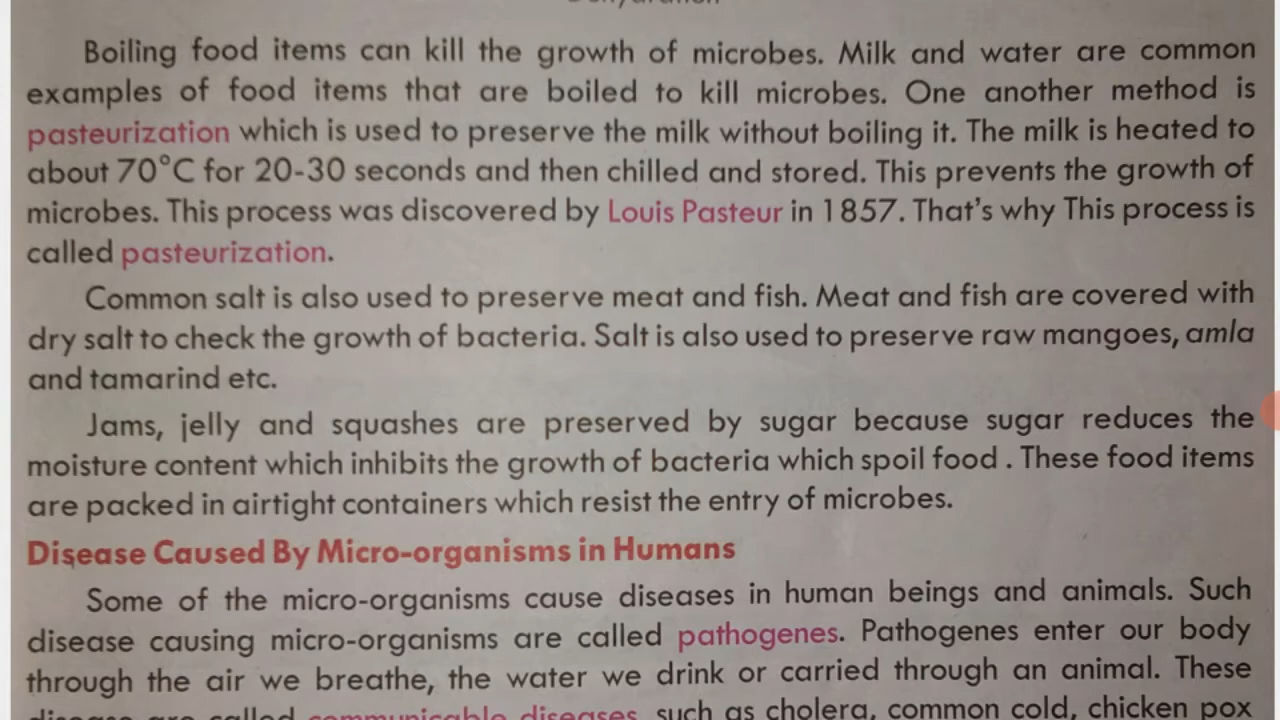 Dehydration
Boiling food items can kill the growth of microbes. Milk and water are common
examples of food items that are boiled to kill microbes. One another method is
pasteurization which is used to preserve the milk without boiling it. The milk is heated to
about 70°C for 20-30 seconds and then chilled and stored. This prevents the growth of
microbes. This process was discovered by Louis Pasteur in 1857. That's why This process is
called pasteurization.
Common salt is also used to preserve meat and fish. Meat and fish are covered with
dry salt to check the growth of bacteria. Salt is also used to preserve raw mangoes, amla
and tamarind etc.
Jams, jelly and squashes are preserved by sugar because sugar reduces the
moisture content which inhibits the growth of bacteria which spoil food . These food items
are packed in airtight containers which resist the entry of microbes.
Disease Caused By Micro-organisms in Humans
Some of the micro-organisms cause diseases in human beings and animals. Such
disease causing micro-organisms are called pathogenes. Pathogenes enter our body
through the air we breathe, the water we drink or carried through an animal. These
disease are called communicable diseases, such as cholera, common cold, chicken pox